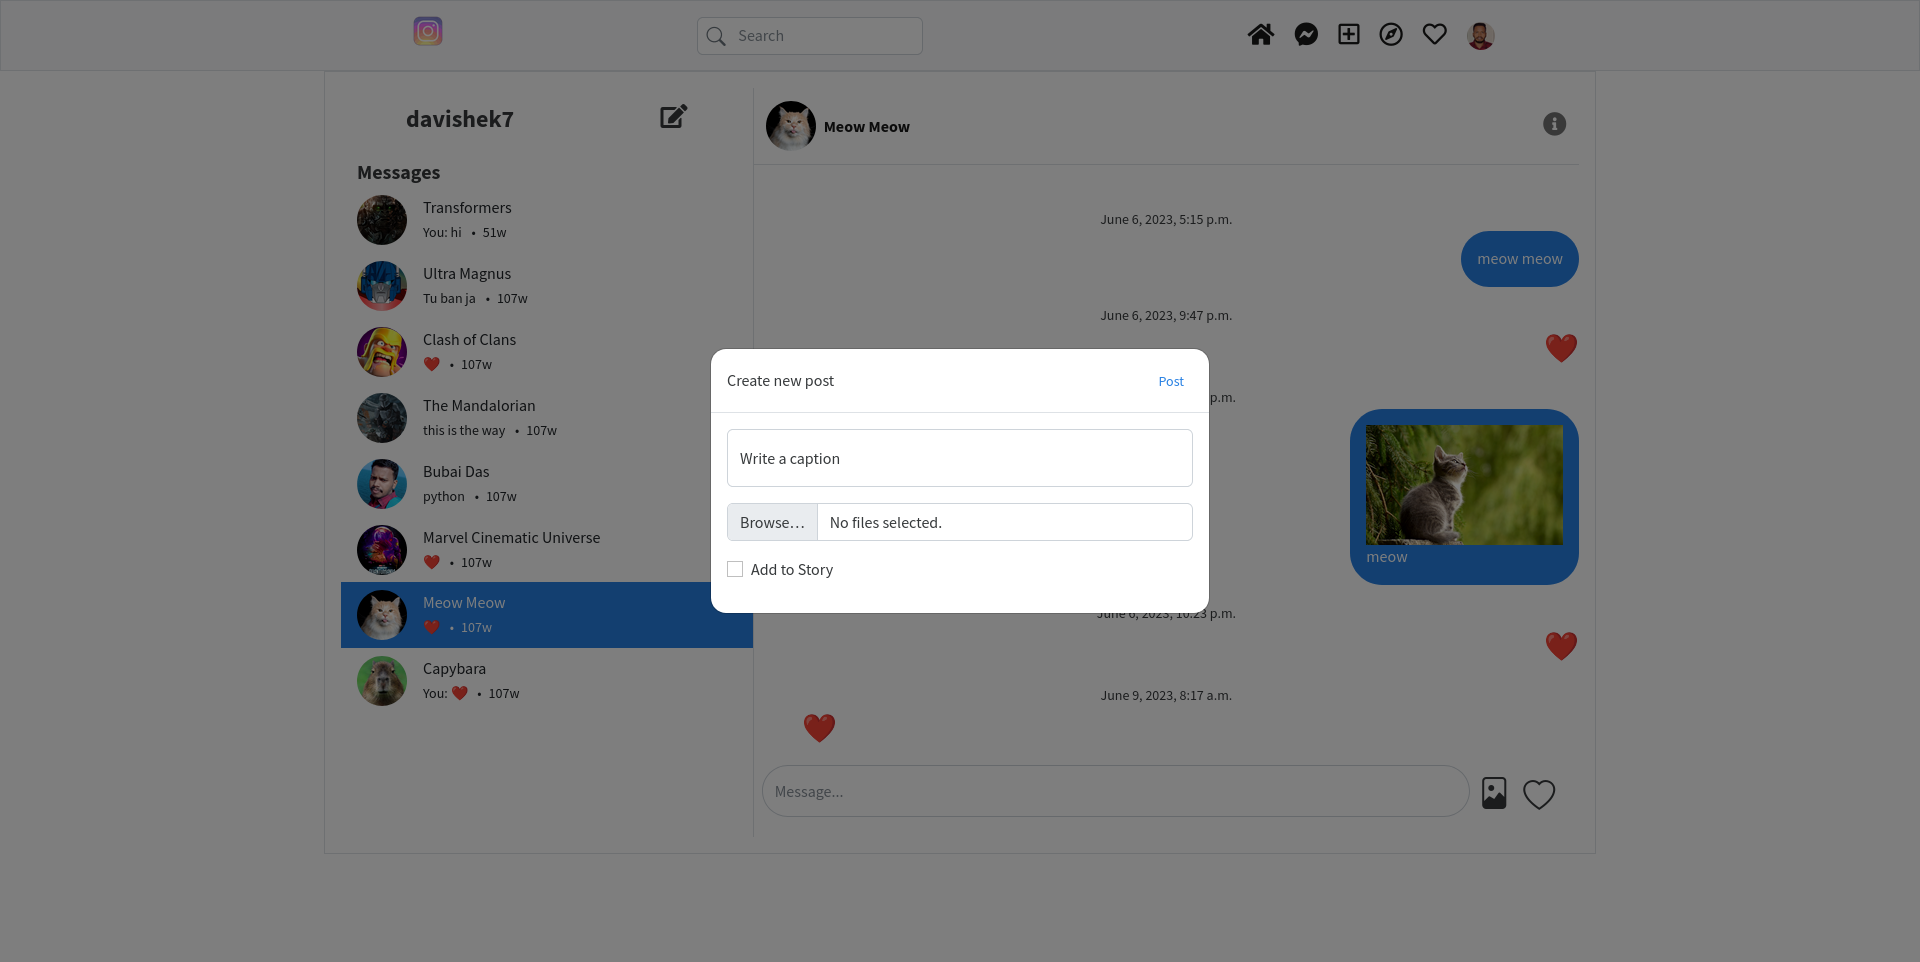 Search
davishek7
Messages
Transformers
You: hi • 51w
Ultra Magnus
Tu ban ja • 107w
Clash of Clans
❤️ • 107w
The Mandalorian
this is the way • 107w
Bubai Das
python • 107w
Marvel Cinematic Universe
❤️ • 107w
Meow Meow
❤️ • 107w
Capybara
You: ❤️ • 107w
Meow Meow
June 6, 2023, 5:15 p.m.
meow meow
June 6, 2023, 9:47 p.m.
❤️
p.m.
meow
June 6, 2023, 10:23 p.m.
❤️
June 9, 2023, 8:17 a.m.
❤️
Message...
Create new post
Post
Write a caption
Browse… No files selected.
Add to Story